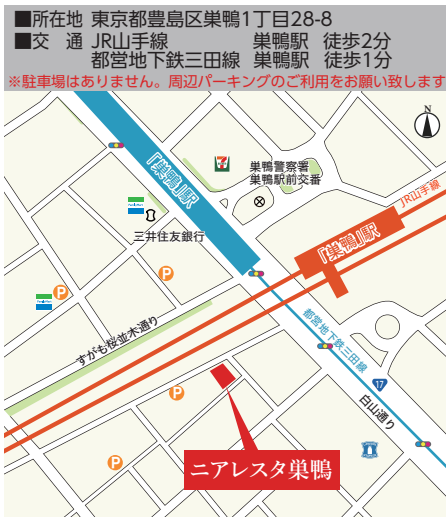 ■所在地 東京都豊島区巣鴨1丁目28-8
■交 通 JR山手線 巣鴨駅 徒歩2分
都営地下鉄三田線 巣鴨駅 徒歩1分
※駐車場はありません。周辺パーキングのご利用をお願い致します
N
「巣鴨」駅
7
巣鴨警察署
巣鴨駅前交番
三井住友銀行
JR山手線
「巣鴨」駅
P
P
すがも桜並木通り
都営地下鉄三田線
17
白山通り
P
P
ニアレスタ巣鴨